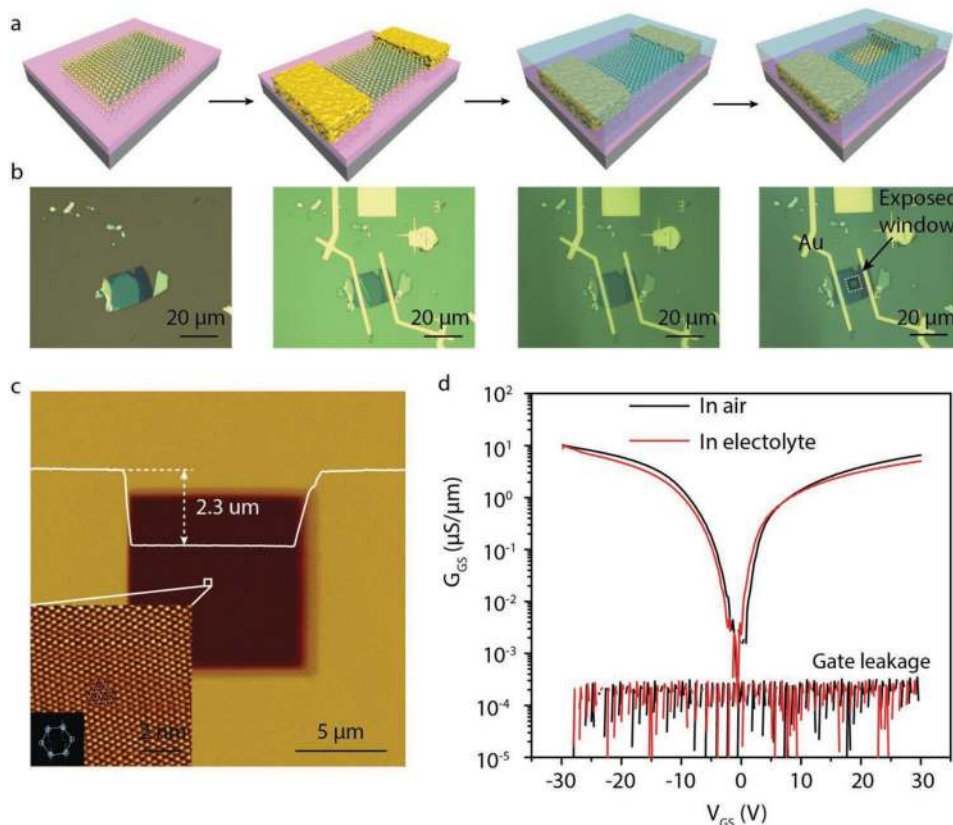 a
b
20 µm
20 µm
20 µm
Au
Exposed
window
20 µm
c
2.3 um
2 nm
5 µm
d
In air
In electolyte
Gate leakage
G_GS (µS/µm)
10²
10¹
10⁰
10⁻¹
10⁻²
10⁻³
10⁻⁴
10⁻⁵
-30 -20 -10 0 10 20 30
V_GS (V)